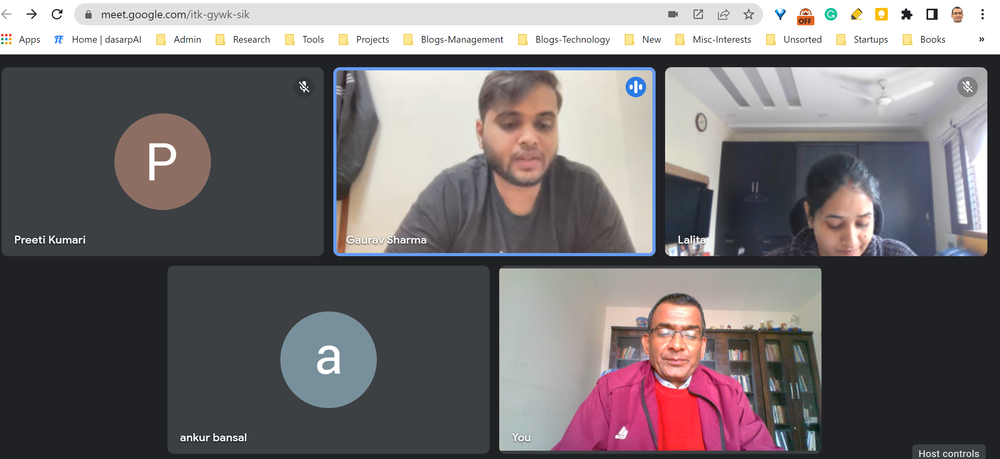 meet.google.com/itk-gywk-sik
OFF
Apps
Home | dasarpAI
Admin
Research
Tools
Projects
Blogs-Management
Blogs-Technology
New
Misc-Interests
Unsorted
Startups
Books
»
P
Preeti Kumari
Gaurav Sharma
Lalita
a
ankur bansal
You
Host controls